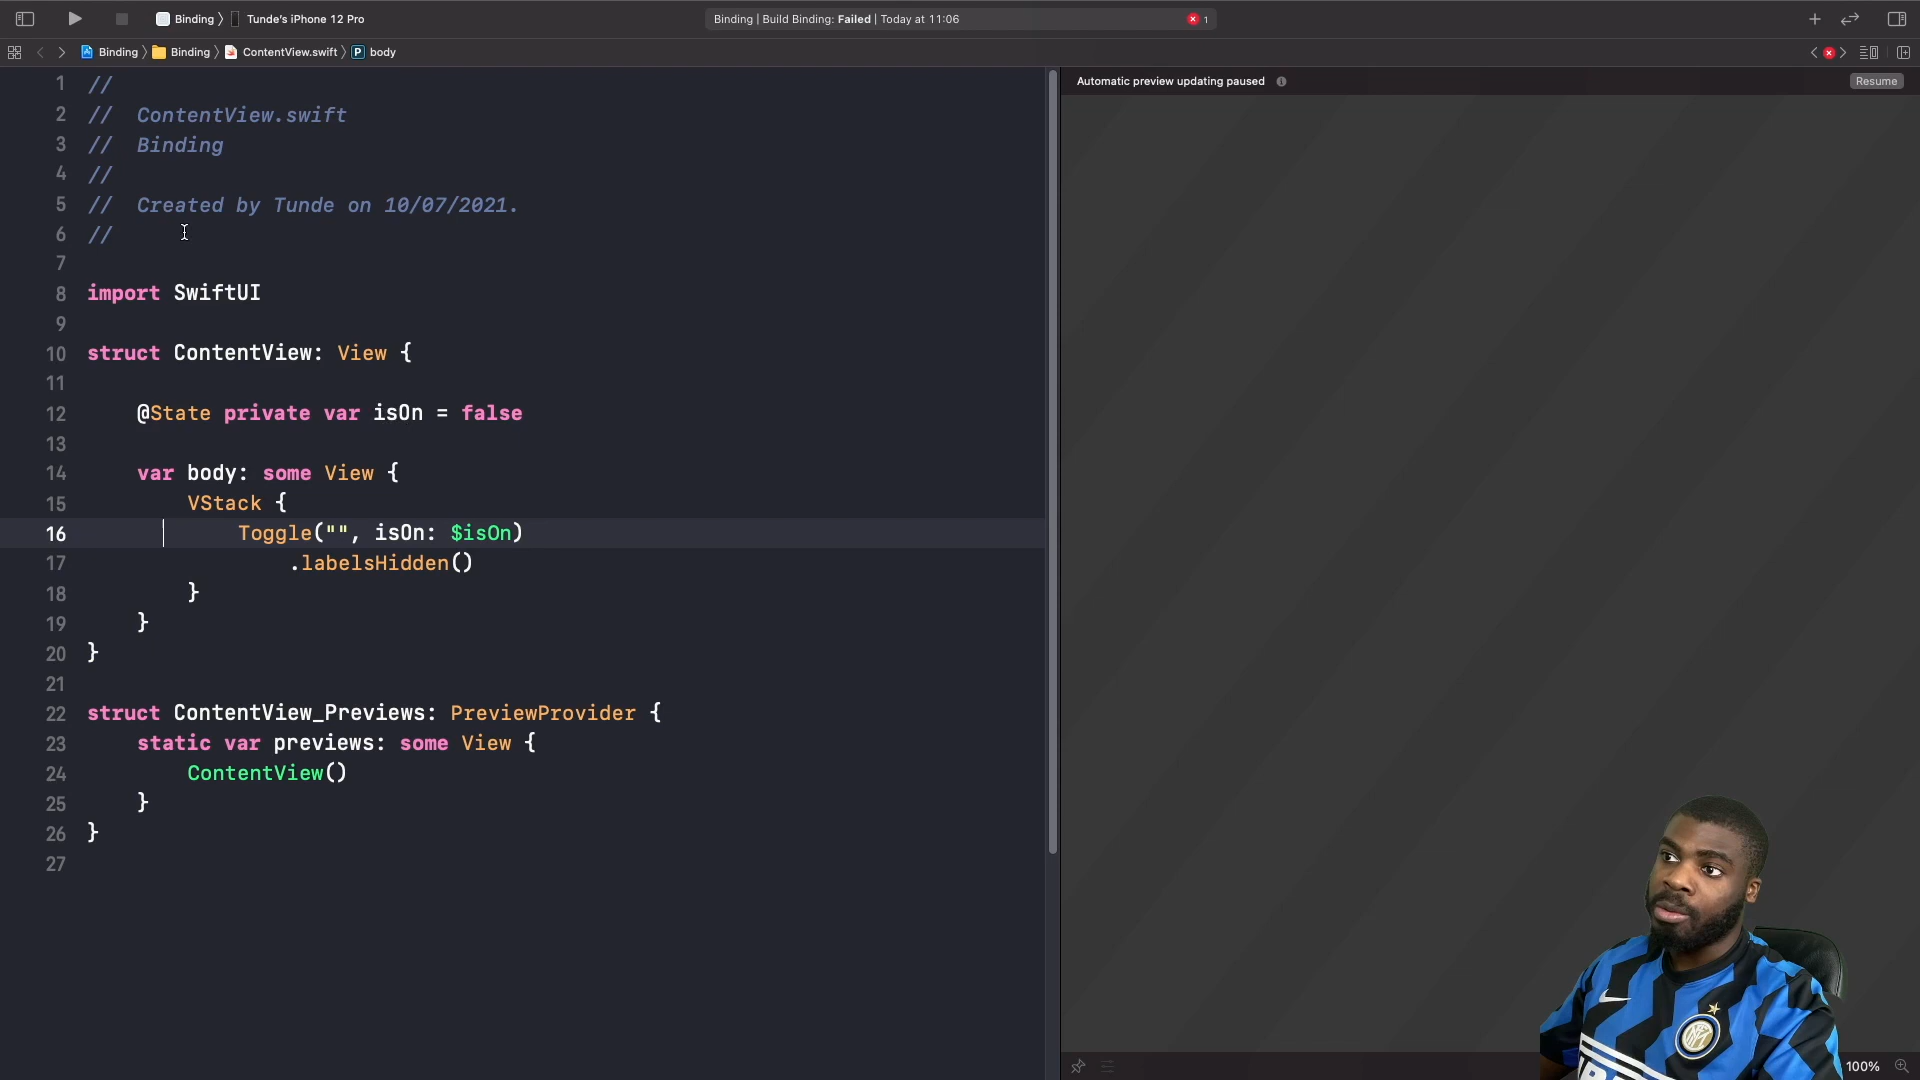 Binding 〉 Tunde's iPhone 12 Pro
Binding | Build Binding: Failed | Today at 11:06
1
Binding 〉 Binding 〉 ContentView.swift 〉 P body
Automatic preview updating paused
Resume
1 //
2 //  ContentView.swift
3 //  Binding
4 //
5 //  Created by Tunde on 10/07/2021.
6 //
7
8 import SwiftUI
9
10 struct ContentView: View {
11
12     @State private var isOn = false
13
14     var body: some View {
15         VStack {
16             Toggle("", isOn: $isOn)
17                 .labelsHidden()
18         }
19     }
20 }
21
22 struct ContentView_Previews: PreviewProvider {
23     static var previews: some View {
24         ContentView()
25     }
26 }
27
100%